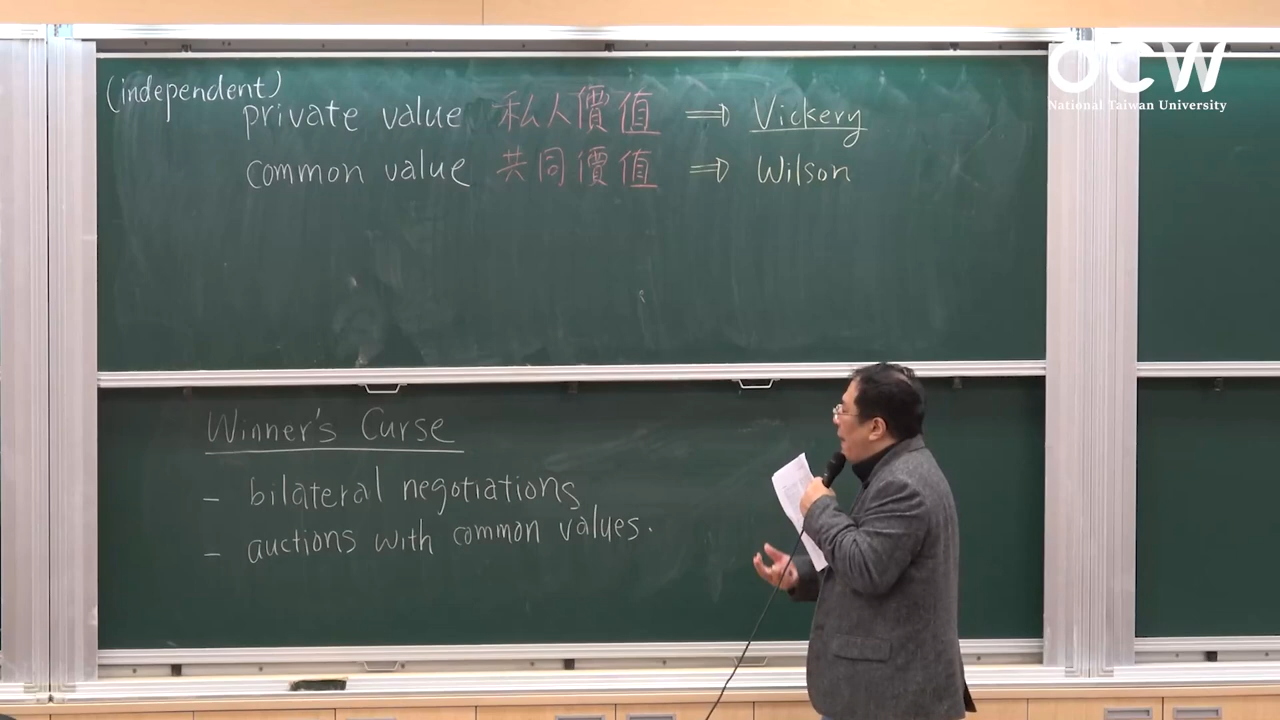 (independent)
private value 私人價值 ⇒ Vickery
common value 共同價值 ⇒ Wilson
Winner's Curse
- bilateral negotiations
- auctions with common values.
OCW
National Taiwan University